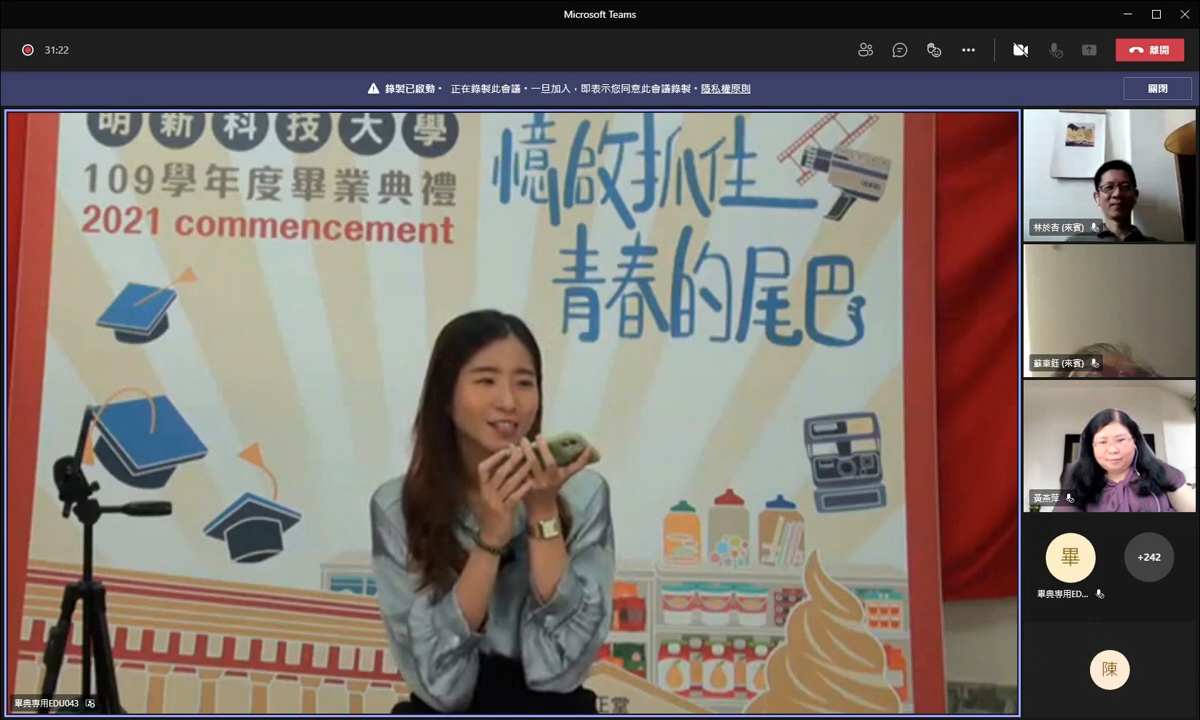 Microsoft Teams
31:22
離開
錄製已啟動。 正在錄製此會議。一旦加入，即表示您同意此會議錄製。隱私權原則
關閉
明新科技大學
109學年度畢業典禮
2021 commencement
憶啟抓住
青春的尾巴
正堂
畢典專用EDU043
林於杏 (來賓)
蘇東鈺 (來賓)
黃燕萍
畢
+242
畢典專用ED...
陳